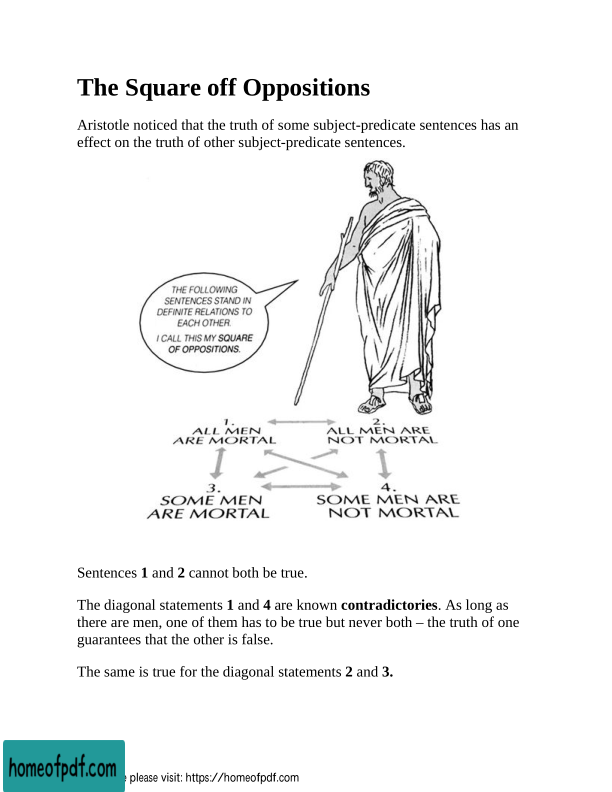 The Square off Oppositions
Aristotle noticed that the truth of some subject-predicate sentences has an
effect on the truth of other subject-predicate sentences.
THE FOLLOWING
SENTENCES STAND IN
DEFINITE RELATIONS TO
EACH OTHER.
I CALL THIS MY SQUARE
OF OPPOSITIONS.
1.
ALL MEN
ARE MORTAL
2.
ALL MEN ARE
NOT MORTAL
3.
SOME MEN
ARE MORTAL
4.
SOME MEN ARE
NOT MORTAL
Sentences 1 and 2 cannot both be true.
The diagonal statements 1 and 4 are known contradictories. As long as
there are men, one of them has to be true but never both – the truth of one
guarantees that the other is false.
The same is true for the diagonal statements 2 and 3.
homeofpdf.com
please visit: https://homeofpdf.com